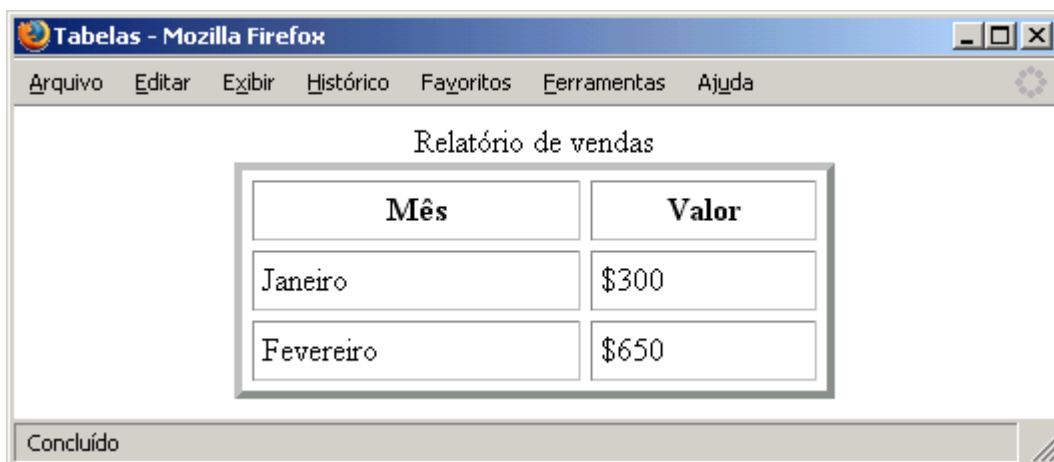 Tabelas - Mozilla Firefox
Arquivo Editar Exibir Histórico Favoritos Ferramentas Ajuda
Relatório de vendas
Mês Valor
Janeiro $300
Fevereiro $650
Concluído